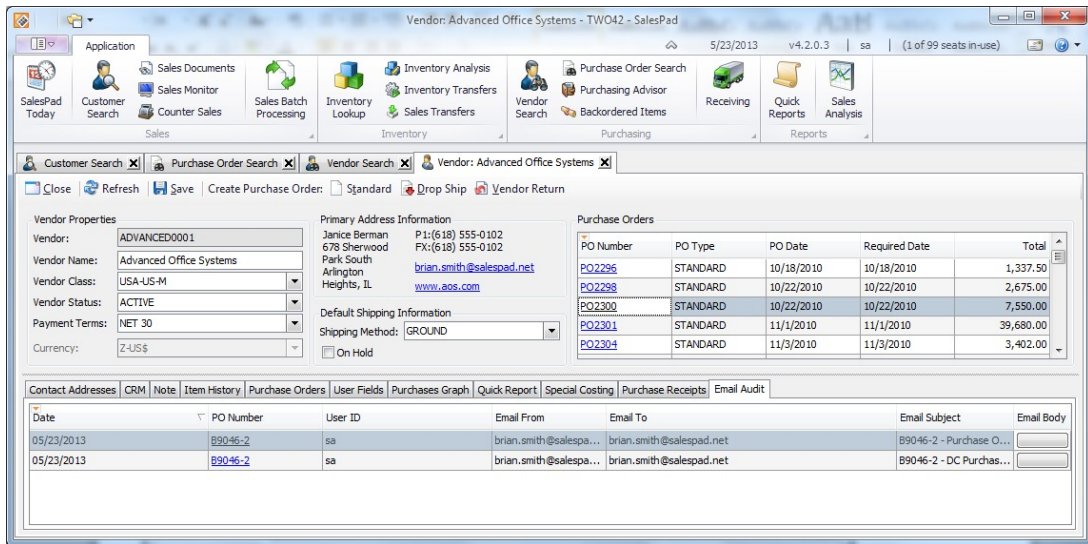 Vendor: Advanced Office Systems - TWO42 - SalesPad
Application
5/23/2013 v4.2.0.3 | sa | (1 of 99 seats in-use)
SalesPad Today
Customer Search
Sales Documents
Sales Monitor
Counter Sales
Sales Batch Processing
Sales
Inventory Lookup
Inventory Analysis
Inventory Transfers
Sales Transfers
Inventory
Vendor Search
Purchase Order Search
Purchasing Advisor
Backordered Items
Receiving
Purchasing
Quick Reports
Sales Analysis
Reports
Customer Search X Purchase Order Search X Vendor Search X Vendor: Advanced Office Systems X
Close Refresh Save Create Purchase Order: Standard Drop Ship Vendor Return
Vendor Properties
Vendor: ADVANCED0001
Vendor Name: Advanced Office Systems
Vendor Class: USA-US-M
Vendor Status: ACTIVE
Payment Terms: NET 30
Currency: Z-US$
Primary Address Information
Janice Berman
678 Sherwood
Park South
Arlington
Heights, IL
P1:(618) 555-0102
FX:(618) 555-0102
brian.smith@salespad.net
www.aos.com
Default Shipping Information
Shipping Method: GROUND
On Hold
Purchase Orders
PO Number PO Type PO Date Required Date Total
PO2296 STANDARD 10/18/2010 10/18/2010 1,337.50
PO2298 STANDARD 10/22/2010 10/22/2010 2,675.00
PO2300 STANDARD 10/22/2010 10/22/2010 7,550.00
PO2301 STANDARD 11/1/2010 11/1/2010 39,680.00
PO2304 STANDARD 11/3/2010 11/3/2010 3,402.00
Contact Addresses CRM Note Item History Purchase Orders User Fields Purchases Graph Quick Report Special Costing Purchase Receipts Email Audit
Date PO Number User ID Email From Email To Email Subject Email Body
05/23/2013 B9046-2 sa brian.smith@salespa... brian.smith@salespad.net B9046-2 - Purchase O...
05/23/2013 B9046-2 sa brian.smith@salespa... brian.smith@salespad.net B9046-2 - DC Purchas...